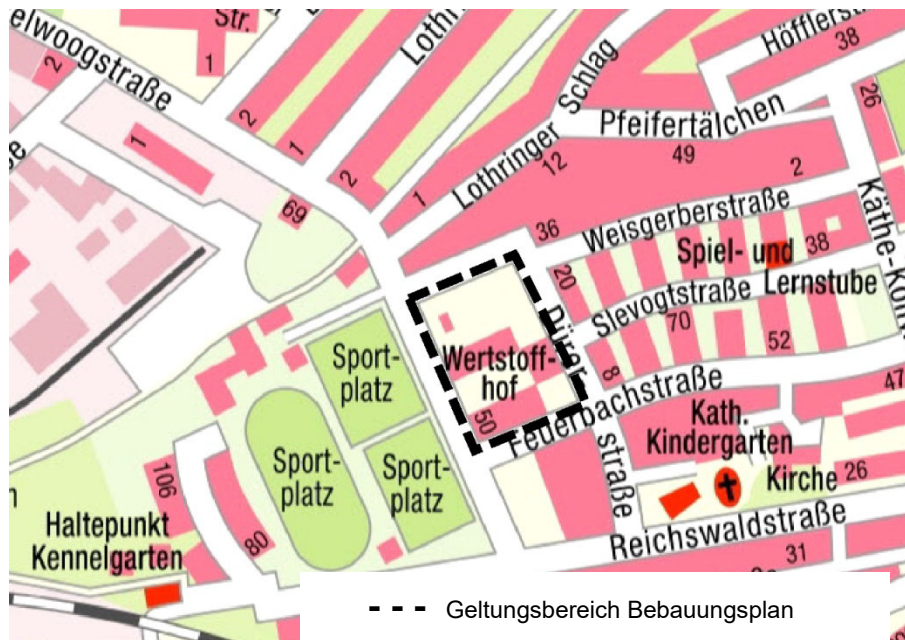 Str.
1
elwoogstraße
2
Lothr
Höfflerst
38
Schlag
Pfeifertälchen
26
1
2
1
2
1
Lothringer
12
49
2
Käthe-Koll
69
36
Weisgerberstraße
Spiel- und
Lernstube
38
20
Dürer-
straße
Slevogtstraße
70
52
8
Wertstoff-
hof
50
Feuerbachstraße
47
Sport-
platz
Sport-
platz
Sport-
platz
Kath.
Kindergarten
Kirche
26
106
80
Haltepunkt
Kennelgarten
Reichswaldstraße
31
Geltungsbereich Bebauungsplan